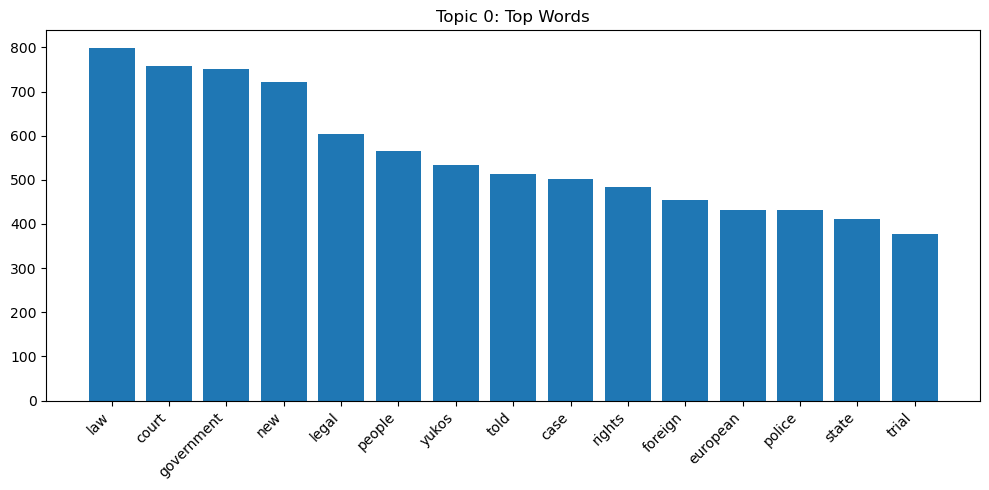 Topic 0: Top Words
800
700
600
500
400
300
200
100
0
law
court
government
new
legal
people
yukos
told
case
rights
foreign
european
police
state
trial